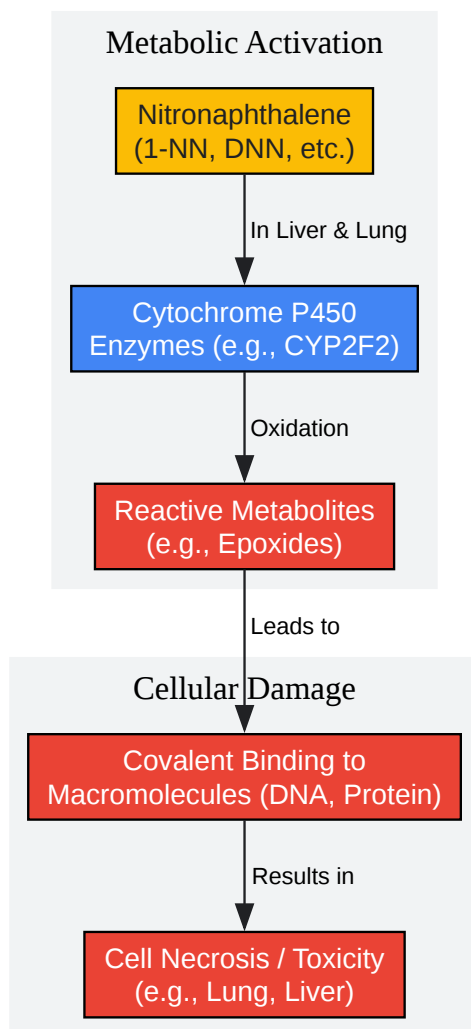 Metabolic Activation
Nitronaphthalene
(1-NN, DNN, etc.)
In Liver & Lung
Cytochrome P450
Enzymes (e.g., CYP2F2)
Oxidation
Reactive Metabolites
(e.g., Epoxides)
Leads to
Cellular Damage
Covalent Binding to
Macromolecules (DNA, Protein)
Results in
Cell Necrosis / Toxicity
(e.g., Lung, Liver)